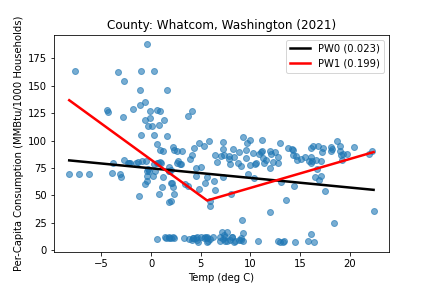 County: Whatcom, Washington (2021)
PW0 (0.023)
PW1 (0.199)
Per-Capita Consumption (MMBtu/1000 Households)
175
150
125
100
75
50
25
0
−5 0 5 10 15 20
Temp (deg C)